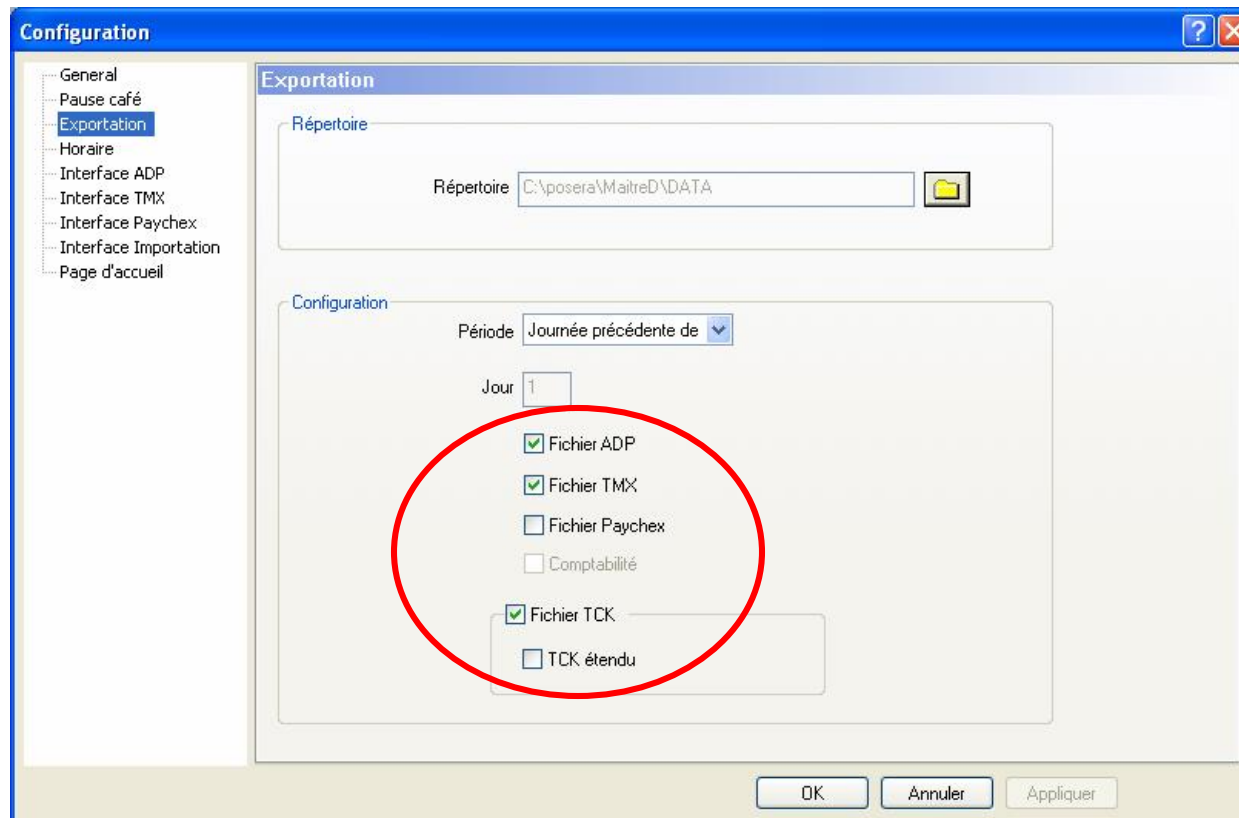 Configuration
General
Pause café
Exportation
Horaire
Interface ADP
Interface TMX
Interface Paychex
Interface Importation
Page d'accueil
Exportation
Répertoire
Répertoire C:\posera\MaitreD\DATA
Configuration
Période Journée précédente de
Jour 1
Fichier ADP
Fichier TMX
Fichier Paychex
Comptabilité
Fichier TCK
TCK étendu
OK Annuler Appliquer